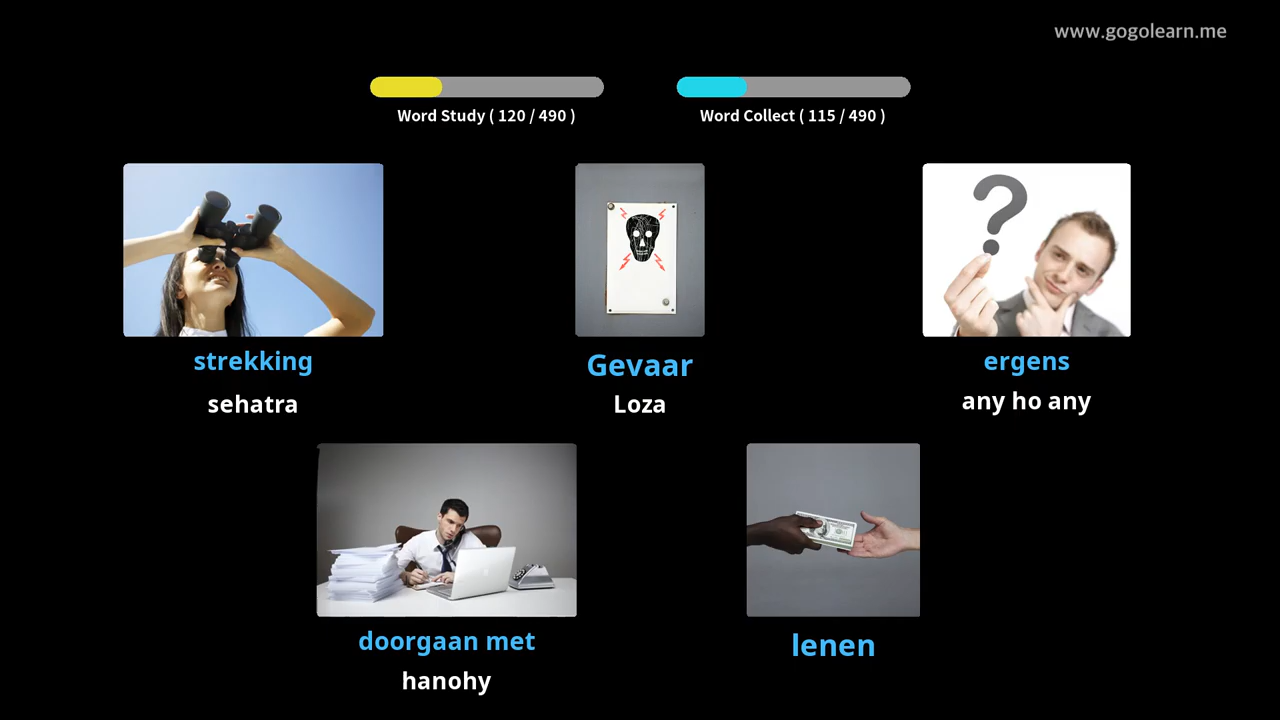 www.gogolearn.me
Word Study ( 120 / 490 )
Word Collect ( 115 / 490 )
strekking
sehatra
Gevaar
Loza
ergens
any ho any
doorgaan met
hanohy
lenen